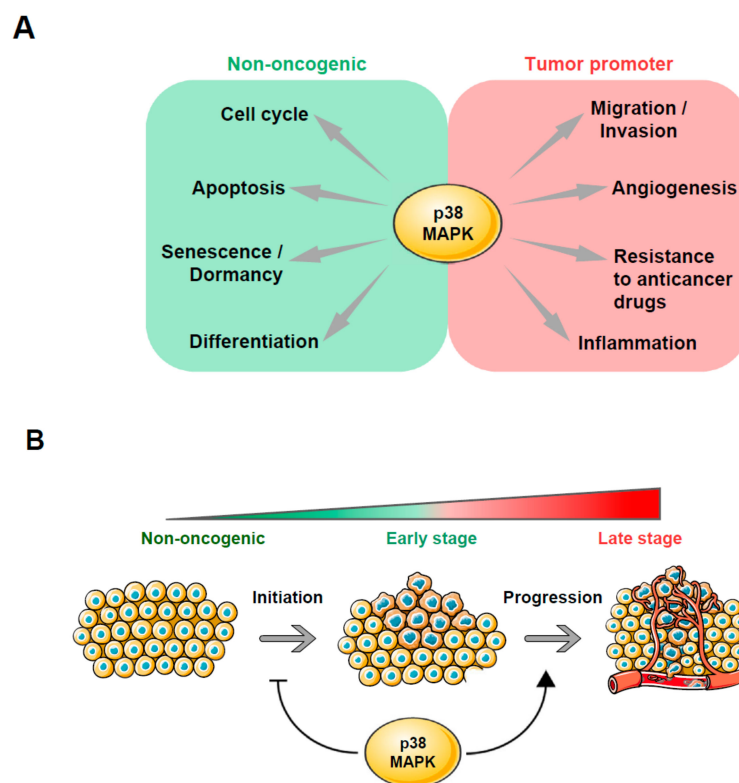 A
Non-oncogenic
Tumor promoter
Cell cycle
Apoptosis
Senescence /
Dormancy
Differentiation
p38
MAPK
Migration /
Invasion
Angiogenesis
Resistance
to anticancer
drugs
Inflammation
B
Non-oncogenic
Early stage
Late stage
Initiation
Progression
p38
MAPK